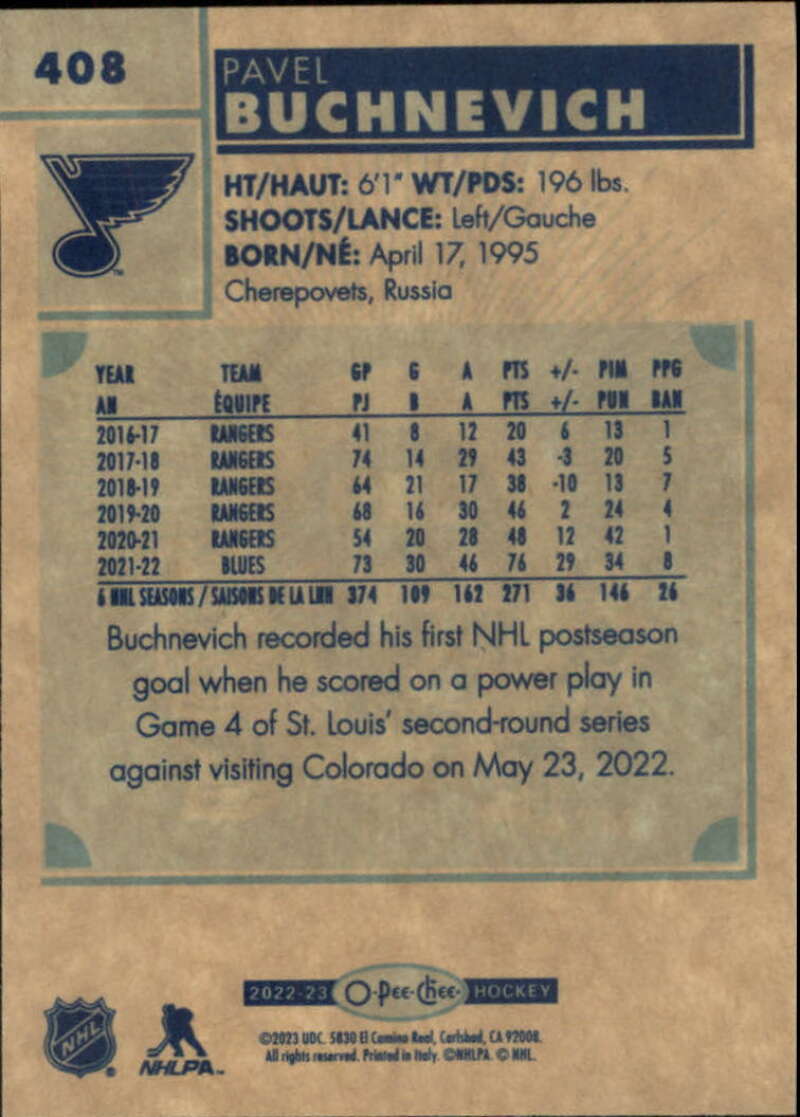 408
PAVEL
BUCHNEVICH
HT/HAUT: 6'1" WT/PDS: 196 lbs.
SHOOTS/LANCE: Left/Gauche
BORN/NÉ: April 17, 1995
Cherepovets, Russia
YEAR TEAM GP G A PTS +/- PIM PPG
AN ÉQUIPE PJ B A PTS +/- PUN BAN
2016-17 RANGERS 41 8 12 20 6 13 1
2017-18 RANGERS 74 14 29 43 -3 20 5
2018-19 RANGERS 64 21 17 38 -10 13 7
2019-20 RANGERS 68 16 30 46 2 24 4
2020-21 RANGERS 54 20 28 48 12 42 1
2021-22 BLUES 73 30 46 76 29 34 8
6 NHL SEASONS / SAISONS DE LA LNH 374 109 162 271 36 146 26
Buchnevich recorded his first NHL postseason
goal when he scored on a power play in
Game 4 of St. Louis' second-round series
against visiting Colorado on May 23, 2022.
2022-23 O-Pee-Chee HOCKEY
NHL
NHLPA
©2023 UDC. 5830 El Camino Real, Carlsbad, CA 92008.
All rights reserved. Printed in Italy. ©NHLPA. © NHL.